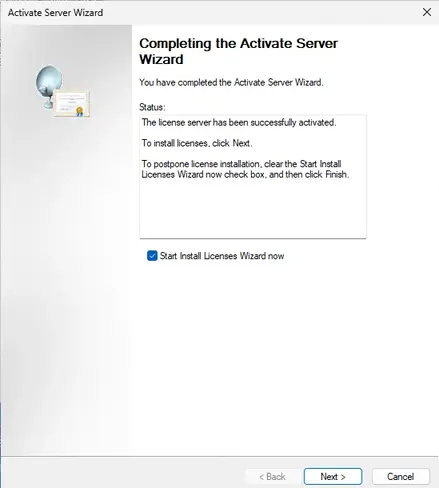 Activate Server Wizard
Completing the Activate Server
Wizard
You have completed the Activate Server Wizard.
Status:
The license server has been successfully activated.
To install licenses, click Next.
To postpone license installation, clear the Start Install
Licenses Wizard now check box, and then click Finish.
Start Install Licenses Wizard now
< Back
Next >
Cancel